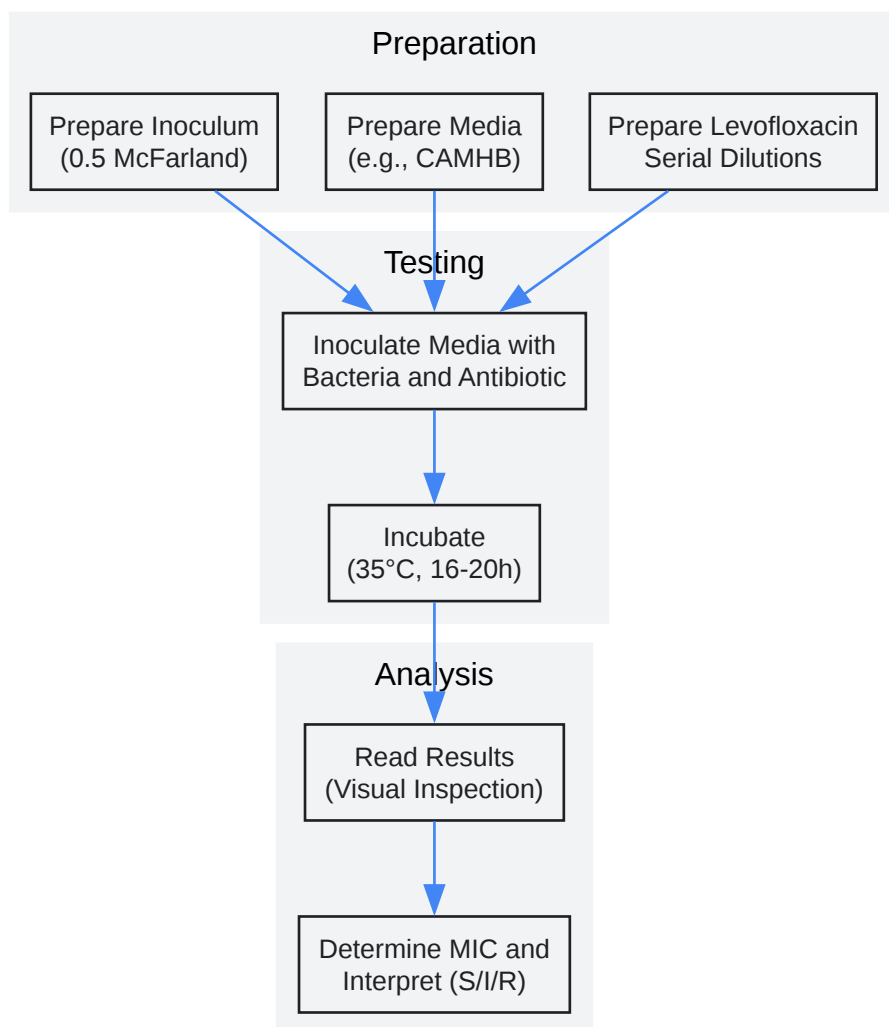 Preparation
Prepare Inoculum
(0.5 McFarland)
Prepare Media
(e.g., CAMHB)
Prepare Levofloxacin
Serial Dilutions
Testing
Inoculate Media with
Bacteria and Antibiotic
Incubate
(35°C, 16-20h)
Analysis
Read Results
(Visual Inspection)
Determine MIC and
Interpret (S/I/R)